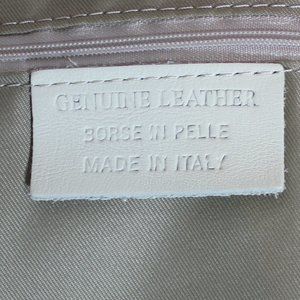 GENUINE LEATHER
BORSE IN PELLE
MADE IN ITALY